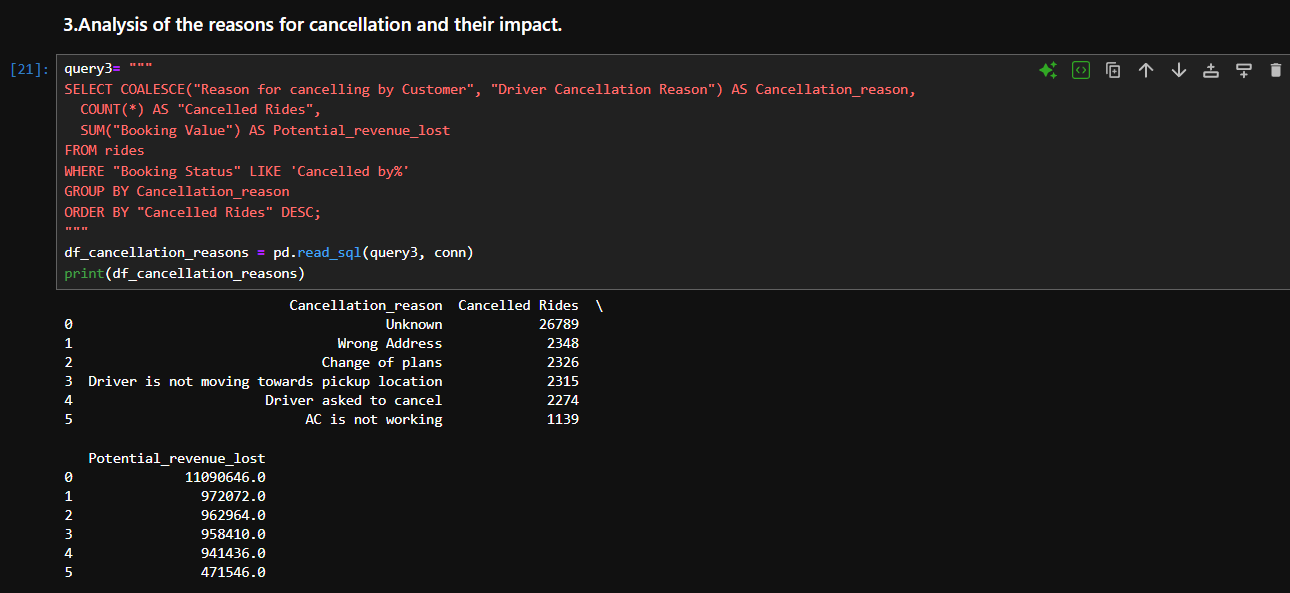 3.Analysis of the reasons for cancellation and their impact.
[21]: query3= """
SELECT COALESCE("Reason for cancelling by Customer", "Driver Cancellation Reason") AS Cancellation_reason,
  COUNT(*) AS "Cancelled Rides",
  SUM("Booking Value") AS Potential_revenue_lost
FROM rides
WHERE "Booking Status" LIKE 'Cancelled by%'
GROUP BY Cancellation_reason
ORDER BY "Cancelled Rides" DESC;
"""
df_cancellation_reasons = pd.read_sql(query3, conn)
print(df_cancellation_reasons)
                            Cancellation_reason  Cancelled Rides  \
0                                       Unknown            26789
1                                 Wrong Address             2348
2                               Change of plans             2326
3  Driver is not moving towards pickup location             2315
4                        Driver asked to cancel             2274
5                             AC is not working             1139

   Potential_revenue_lost
0              11090646.0
1                972072.0
2                962964.0
3                958410.0
4                941436.0
5                471546.0